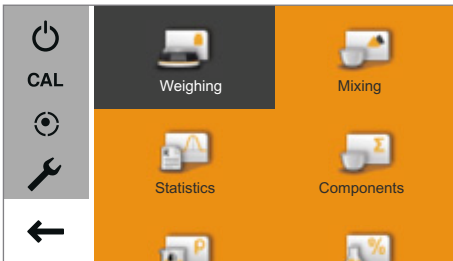 CAL
Weighing
Mixing
Σ
Statistics
Components
ρ
%